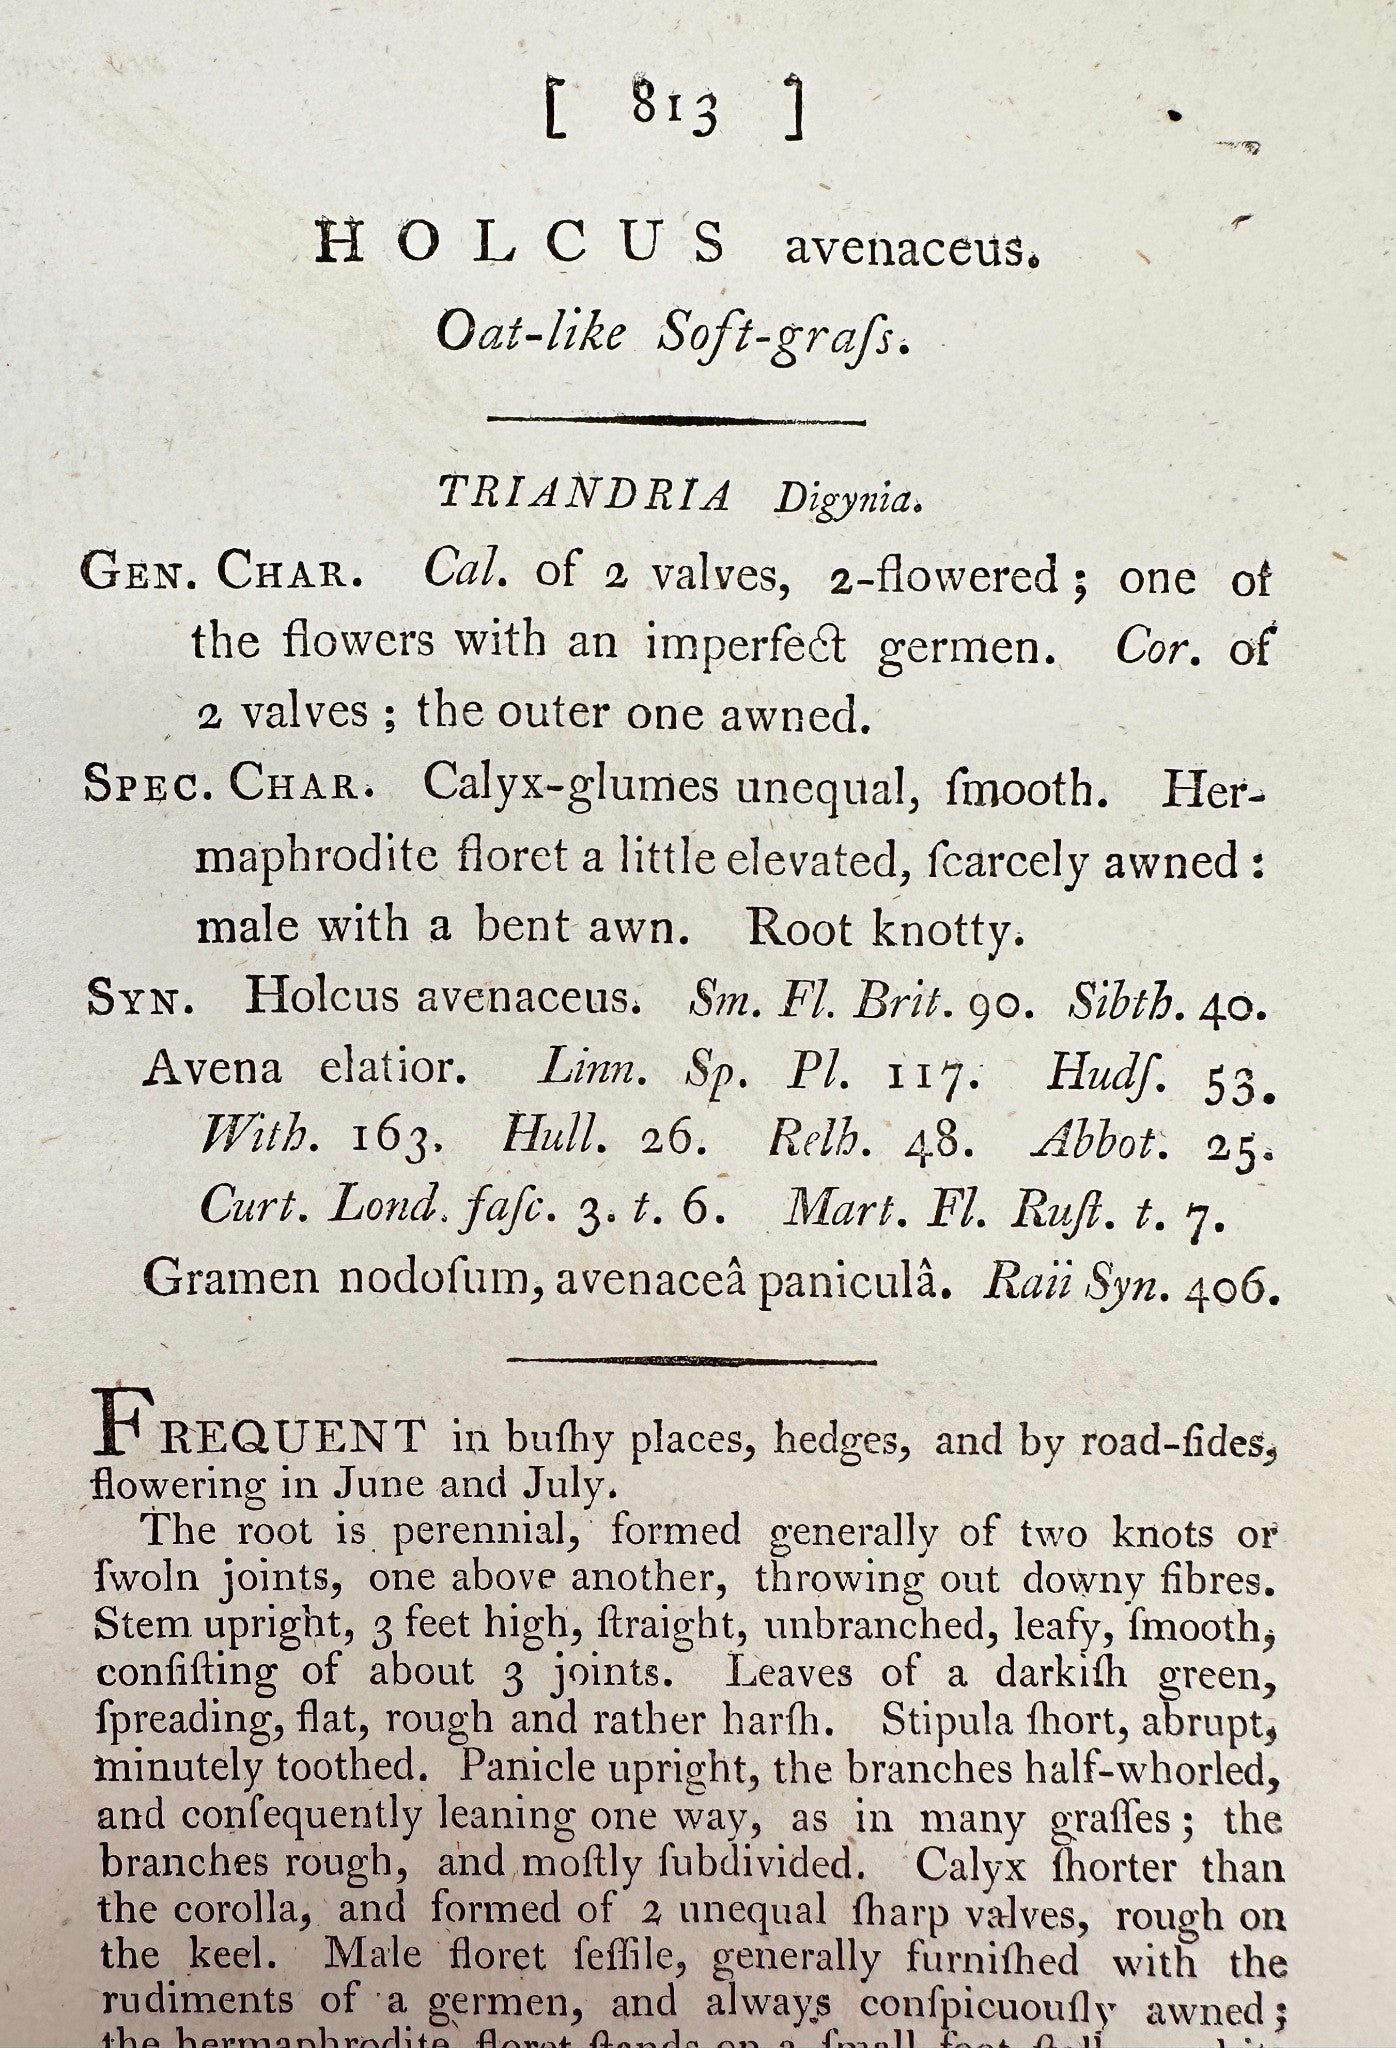 [ 813 ]
HOLCUS avenaceus.
Oat-like Soft-graſs.
TRIANDRIA Digynia.
GEN. CHAR. Cal. of 2 valves, 2-flowered; one of
the flowers with an imperfect germen. Cor. of
2 valves; the outer one awned.
SPEC. CHAR. Calyx-glumes unequal, ſmooth. Her-
maphrodite floret a little elevated, ſcarcely awned:
male with a bent awn. Root knotty.
SYN. Holcus avenaceus. Sm. Fl. Brit. 90. Sibth. 40.
Avena elatior. Linn. Sp. Pl. 117. Hudſ. 53.
With. 163. Hull. 26. Relh. 48. Abbot. 25.
Curt. Lond. faſc. 3. t. 6. Mart. Fl. Ruſt. t. 7.
Gramen nodoſum, avenaceâ paniculâ. Raii Syn. 406.
FREQUENT in buſhy places, hedges, and by road-ſides,
flowering in June and July.
The root is perennial, formed generally of two knots or
ſwoln joints, one above another, throwing out downy fibres.
Stem upright, 3 feet high, ſtraight, unbranched, leafy, ſmooth,
conſiſting of about 3 joints. Leaves of a darkiſh green,
ſpreading, flat, rough and rather harſh. Stipula ſhort, abrupt,
minutely toothed. Panicle upright, the branches half-whorled,
and conſequently leaning one way, as in many graſſes; the
branches rough, and moſtly ſubdivided. Calyx ſhorter than
the corolla, and formed of 2 unequal ſharp valves, rough on
the keel. Male floret ſeſſile, generally furniſhed with the
rudiments of a germen, and always conſpicuouſly awned;
the hermaphrodite floret ſtands on a ſmall foot-ſtalk